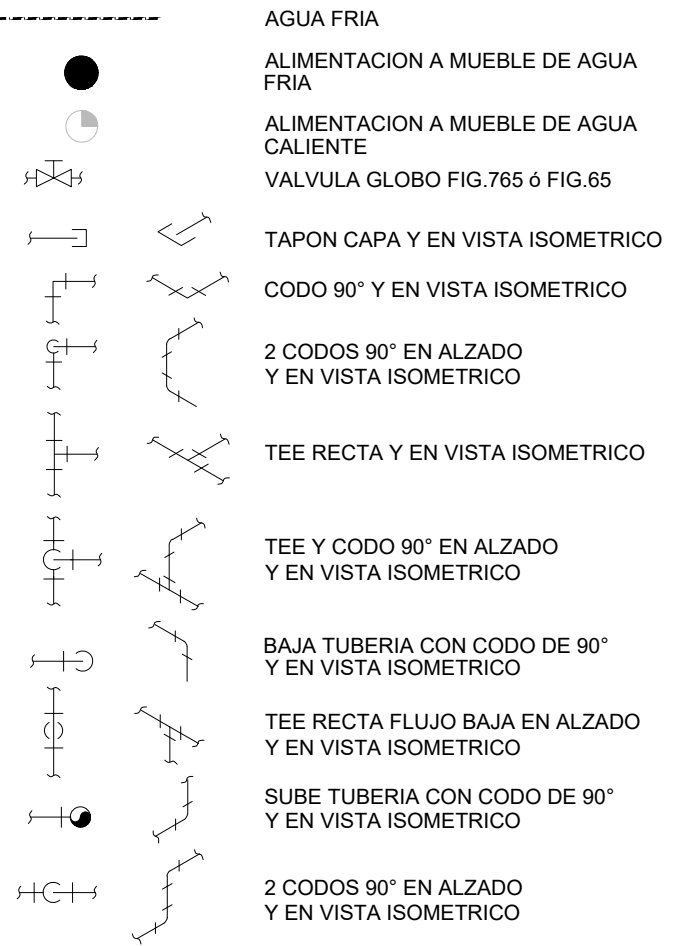 AGUA FRIA
ALIMENTACION A MUEBLE DE AGUA
FRIA
ALIMENTACION A MUEBLE DE AGUA
CALIENTE
VALVULA GLOBO FIG.765 ó FIG.65
TAPON CAPA Y EN VISTA ISOMETRICO
CODO 90° Y EN VISTA ISOMETRICO
2 CODOS 90° EN ALZADO
Y EN VISTA ISOMETRICO
TEE RECTA Y EN VISTA ISOMETRICO
TEE Y CODO 90° EN ALZADO
Y EN VISTA ISOMETRICO
BAJA TUBERIA CON CODO DE 90°
Y EN VISTA ISOMETRICO
TEE RECTA FLUJO BAJA EN ALZADO
Y EN VISTA ISOMETRICO
SUBE TUBERIA CON CODO DE 90°
Y EN VISTA ISOMETRICO
2 CODOS 90° EN ALZADO
Y EN VISTA ISOMETRICO